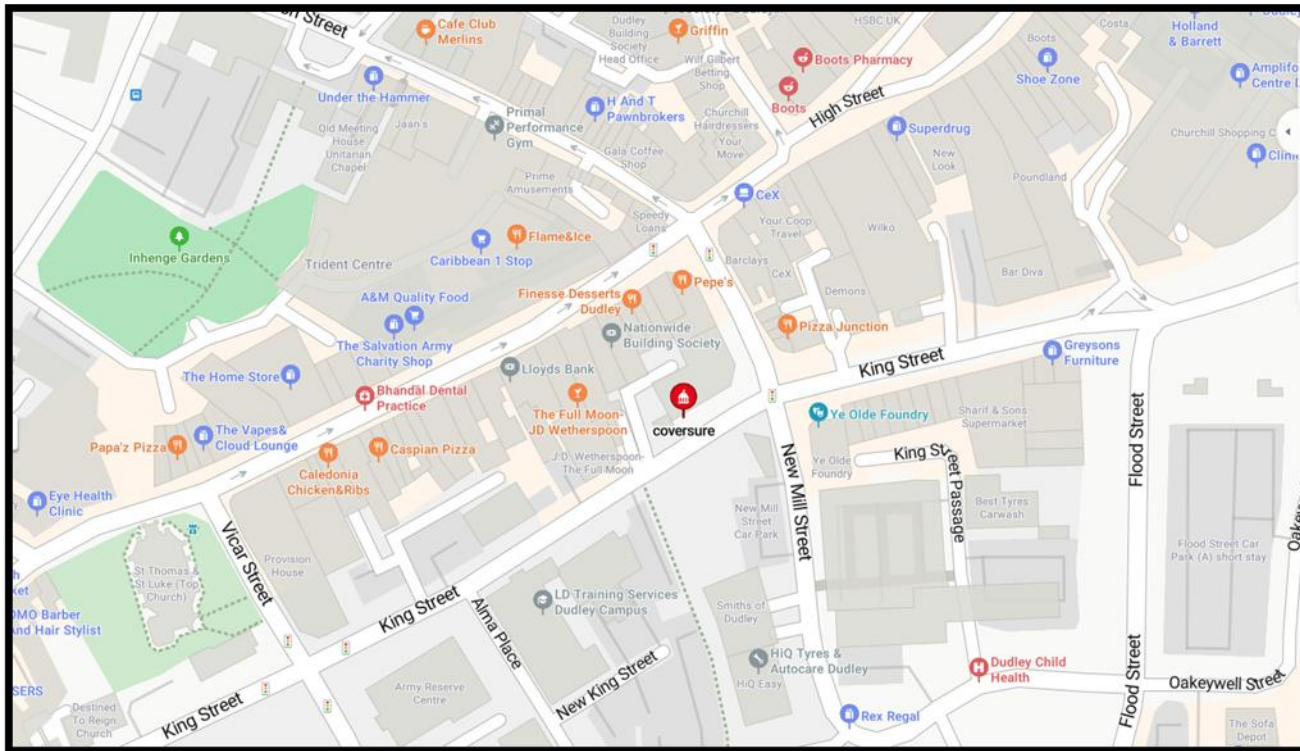 Street
Cafe Club
Merlins
Dudley
Building
Society
Head Office
Griffin
Wilf Gilbert
Betting
Shop
HSBC UK
Boots Pharmacy
Boots
Costa
Boots
Shoe Zone
Holland
& Barrett
Under the Hammer
Old Meeting
House
Unitarian
Chapel
Jaan's
Primal
Performance
Gym
H And T
Pawnbrokers
Churchill
Hairdressers
Your
Move
High Street
Superdrug
New
Look
Poundland
Gala Coffee
Shop
Prime
Amusements
Speedy
Loans
CeX
Your Coop
Travel
Wilko
Inhenge Gardens
Trident Centre
Caribbean 1 Stop
Flame&Ice
Barclays
CeX
Demons
Bar Diva
A&M Quality Food
The Salvation Army
Charity Shop
Finesse Desserts
Dudley
Pepe's
Nationwide
Building Society
Pizza Junction
King Street
Greysons
Furniture
The Home Store
Bhandal Dental
Practice
Lloyds Bank
The Full Moon-
JD Wetherspoon
coversure
Ye Olde Foundry
Sharif & Sons
Supermarket
Papa'z Pizza
The Vapes&
Cloud Lounge
Caspian Pizza
Caledonia
Chicken&Ribs
J.D. Wetherspoon-
The Full Moon
Ye Olde
Foundry
King Street Passage
Flood Street
Eye Health
Clinic
Vicar Street
Provision
House
New Mill
Street
Car Park
New Mill Street
Best Tyres
Carwash
Flood Street Car
Park (A) short stay
St Thomas &
St Luke (Top
Church)
King Street
Alma Place
LD Training Services
Dudley Campus
Smiths of
Dudley
HiQ Tyres &
Autocare Dudley
HiQ Easy
Dudley Child
Health
Flood Street
Oakeywell Street
And Hair Stylist
Destined
To Reign
Church
King Street
Army Reserve
Centre
New King Street
Rex Regal
The Sofa
Depot